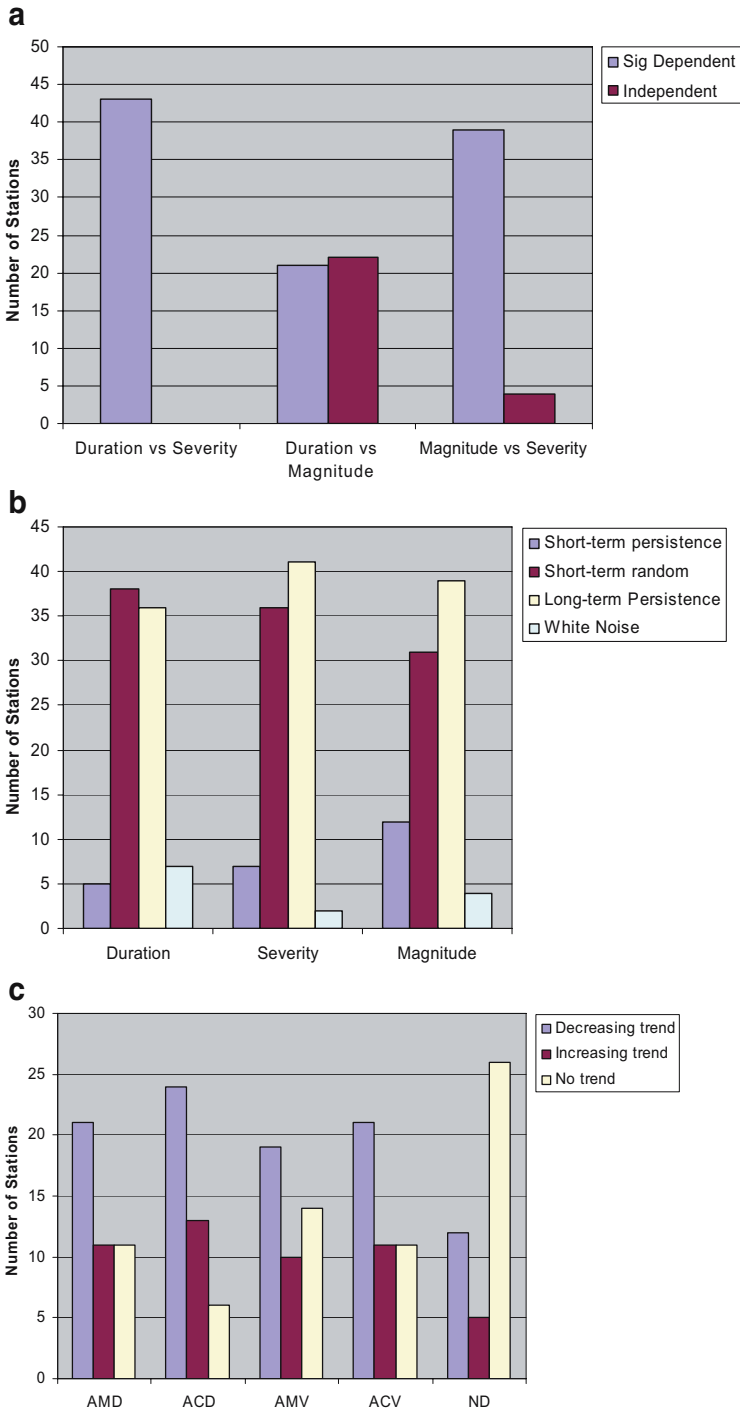 a
50
45
40
35
30
25
20
15
10
5
0
Number of Stations
Duration vs Severity
Duration vs
Magnitude
Magnitude vs Severity
Sig Dependent
Independent
b
45
40
35
30
25
20
15
10
5
0
Number of Stations
Duration
Severity
Magnitude
Short-term persistence
Short-term random
Long-term Persistence
White Noise
c
30
25
20
15
10
5
0
Number of Stations
AMD
ACD
AMV
ACV
ND
Decreasing trend
Increasing trend
No trend